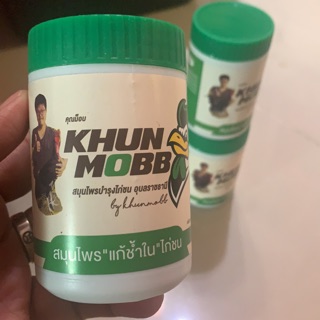 คุณม็อบ
KHUN
MOBB
สมุนไพรบำรุงไก่ชน อุบลราชธานี
by khunmobb
สมุนไพร"แก้ช้ำใน"ไก่ชน
KHUN
MOBB